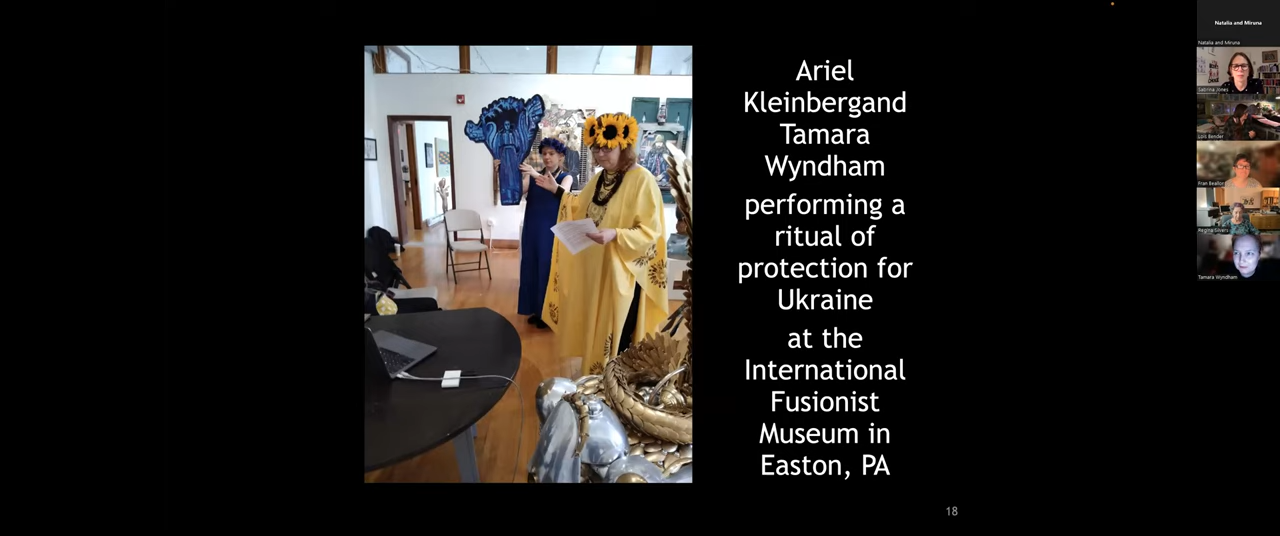 Ariel
Kleinbergand
Tamara
Wyndham
performing a
ritual of
protection for
Ukraine
at the
International
Fusionist
Museum in
Easton, PA
18
Natalia and Miruna
Natalia and Miruna
Sabrina Jones
Lois Bender
Fran Beallor
Regina Silvers
Tamara Wyndham